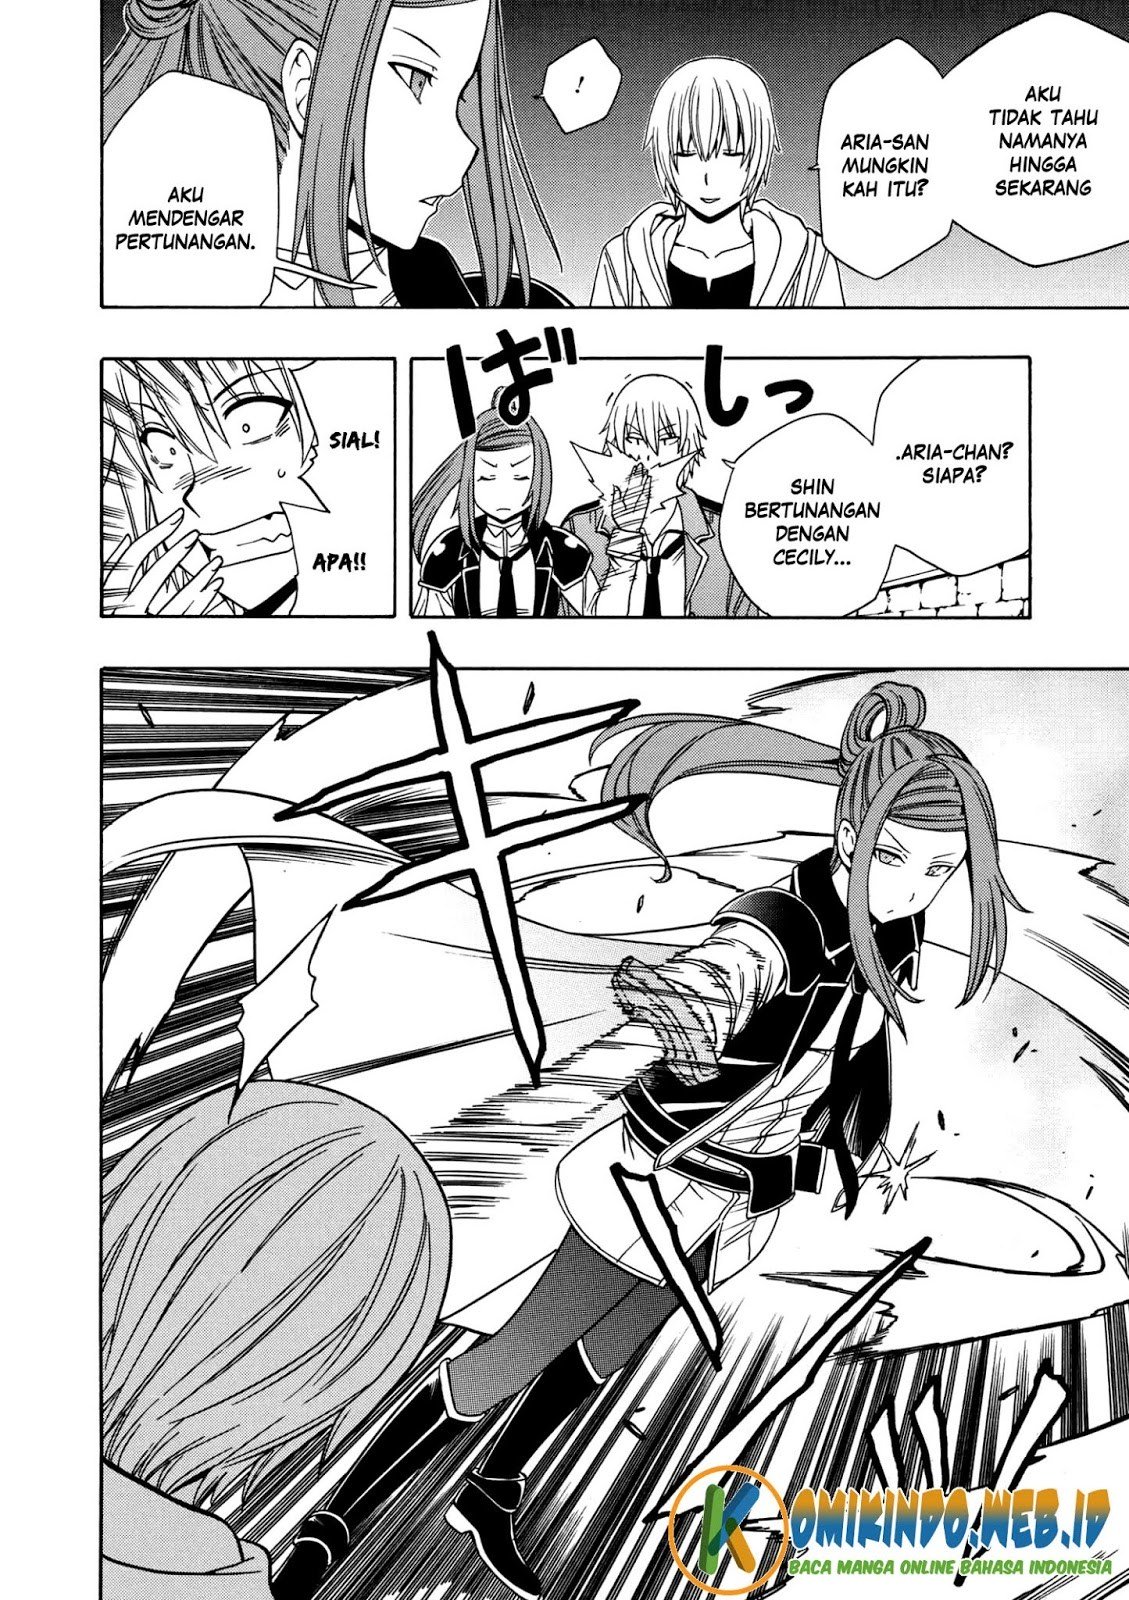 AKU
TIDAK TAHU
NAMANYA
HINGGA
SEKARANG
ARIA-SAN
MUNGKIN
KAH ITU?
!
AKU
MENDENGAR
PERTUNANGAN.
.ARIA-CHAN?
SIAPA?
SHIN
BERTUNANGAN
DENGAN
CECILY...
ばしっ
SIAL!
APA!!
キン
KOMIKINDO.WEB.ID
BACA MANGA ONLINE BAHASA INDONESIA